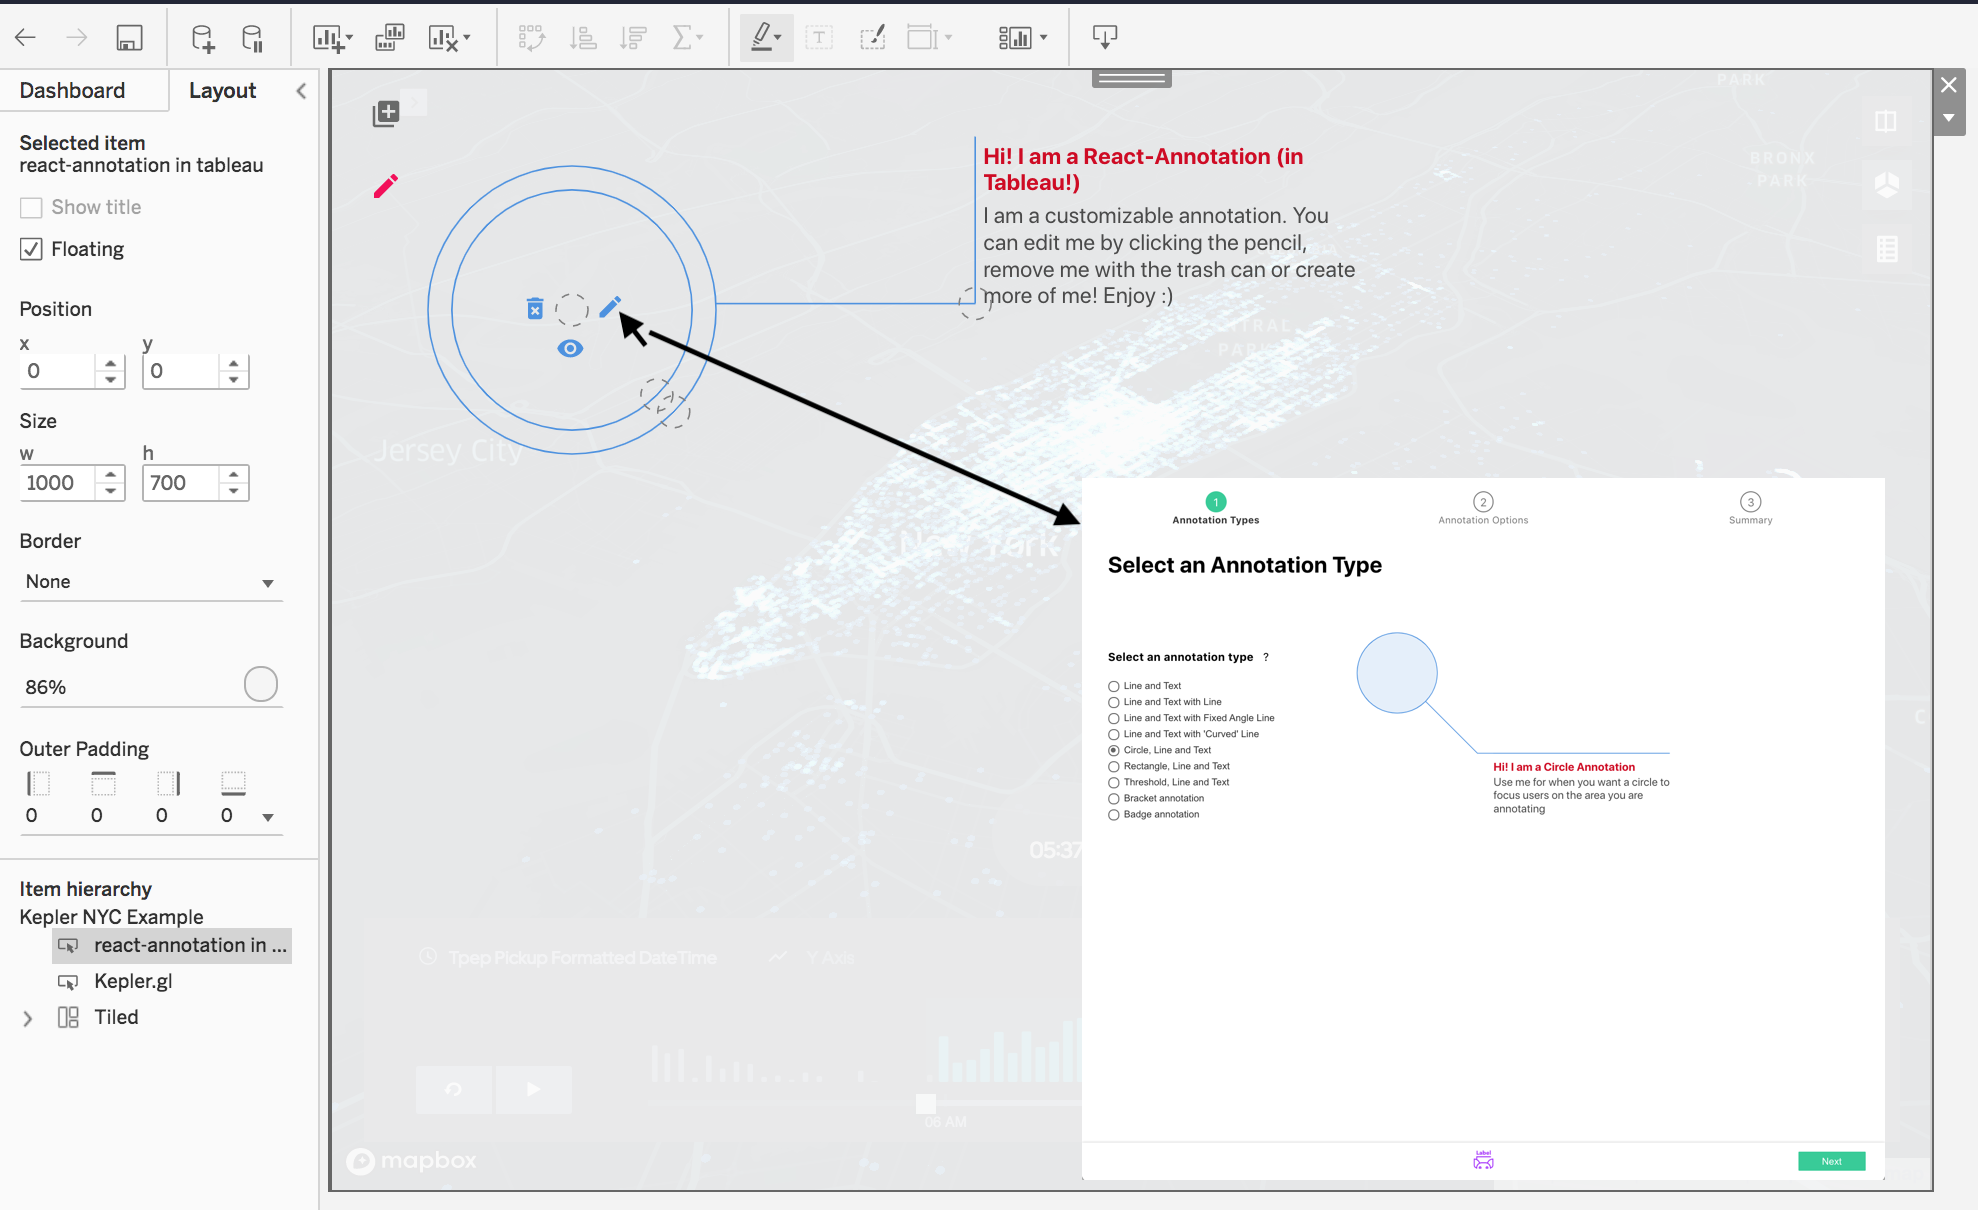 Dashboard
Layout
Selected item
react-annotation in tableau
Show title
Floating
Position
x
y
0
0
Size
w
h
1000
700
Border
None
Background
86%
Outer Padding
0
0
0
0
Item hierarchy
Kepler NYC Example
react-annotation in ...
Kepler.gl
Tiled
T
PARK
BRONX
PARK
Hi! I am a React-Annotation (in
Tableau!)
I am a customizable annotation. You
can edit me by clicking the pencil,
remove me with the trash can or create
more of me! Enjoy :)
PARK
Jersey City
New York
05:37
Tpep Pickup Formatted DateTime
Y Axis
06 AM
mapbox
1
Annotation Types
2
Annotation Options
3
Summary
Select an Annotation Type
Select an annotation type ?
Line and Text
Line and Text with Line
Line and Text with Fixed Angle Line
Line and Text with 'Curved' Line
Circle, Line and Text
Rectangle, Line and Text
Threshold, Line and Text
Bracket annotation
Badge annotation
Hi! I am a Circle Annotation
Use me for when you want a circle to
focus users on the area you are
annotating
Label
Next